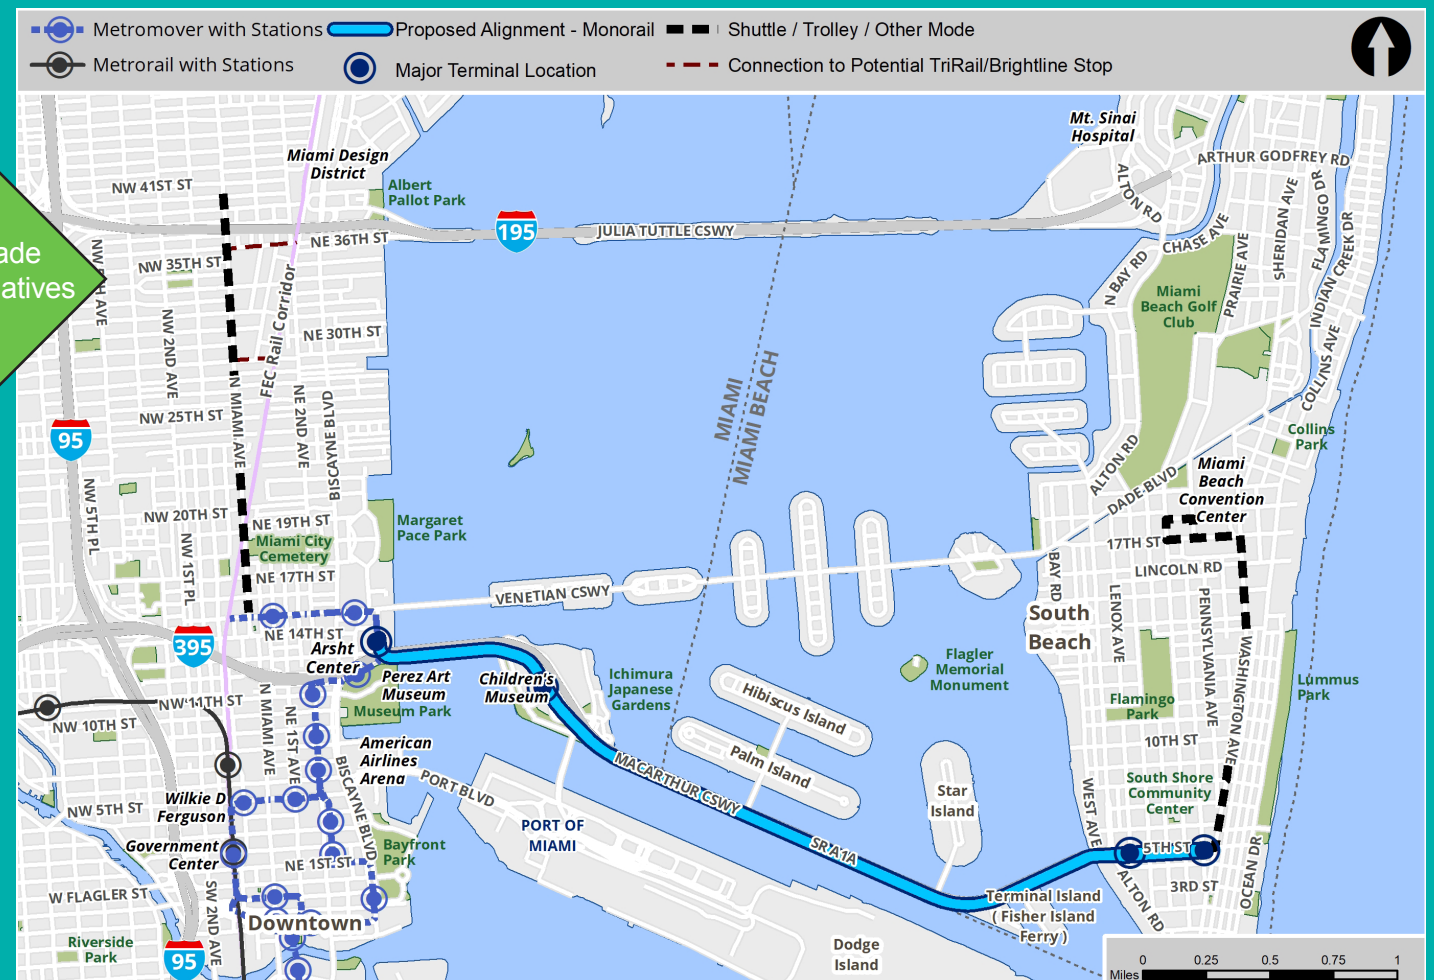 Metromover with Stations
Proposed Alignment - Monorail
Shuttle / Trolley / Other Mode
Metrorail with Stations
Major Terminal Location
Connection to Potential TriRail/Brightline Stop
Mt. Sinai
Hospital
Miami Design
District
ARTHUR GODFREY RD
NW 41ST ST
Albert
Pallot Park
ALTON RD
195
JULIA TUTTLE CSWY
NE 36TH ST
CHASE AVE
SHERIDAN AVE
FLAMINGO DR
INDIAN CREEK DR
PRAIRIE AVE
N BAY RD
NW 35TH ST
FEC Rail Corridor
Miami
Beach Golf
Club
NE 30TH ST
NW 2ND AVE
N MIAMI AVE
NE 2ND AVE
BISCAYNE BLVD
COLLINS AVE
MIAMI
MIAMI BEACH
NW 25TH ST
95
Collins
Park
ALTON RD
DADE BLVD
Miami
Beach
Convention
Center
NW 5TH PL
NW 20TH ST
NE 19TH ST
Margaret
Pace Park
Miami City
Cemetery
NW 1ST PL
NE 17TH ST
17TH ST
LINCOLN RD
BAY RD
VENETIAN CSWY
South
Beach
LENOX AVE
PENNSYLVANIA AVE
WASHINGTON AVE
395
NE 14TH ST
Arsht
Center
Perez Art
Museum
Museum Park
Children's
Museum
Ichimura
Japanese
Gardens
Flagler
Memorial
Monument
Hibiscus Island
Lummus
Park
Flamingo
Park
NW 11TH ST
NW 10TH ST
N MIAMI AVE
NE 1ST AVE
American
Airlines
Arena
BISCAYNE BLVD
PORT BLVD
Palm Island
MACARTHUR CSWY
10TH ST
South Shore
Community
Center
Star
Island
WEST AVE
NW 5TH ST
Wilkie D
Ferguson
PORT OF
MIAMI
SR A1A
Government
Center
NE 1ST ST
Bayfront
Park
5TH ST
OCEAN DR
ALTON RD
3RD ST
W FLAGLER ST
SW 2ND AVE
Downtown
Terminal Island
( Fisher Island
Ferry )
Riverside
Park
95
Dodge
Island
0 0.25 0.5 0.75 1
Miles